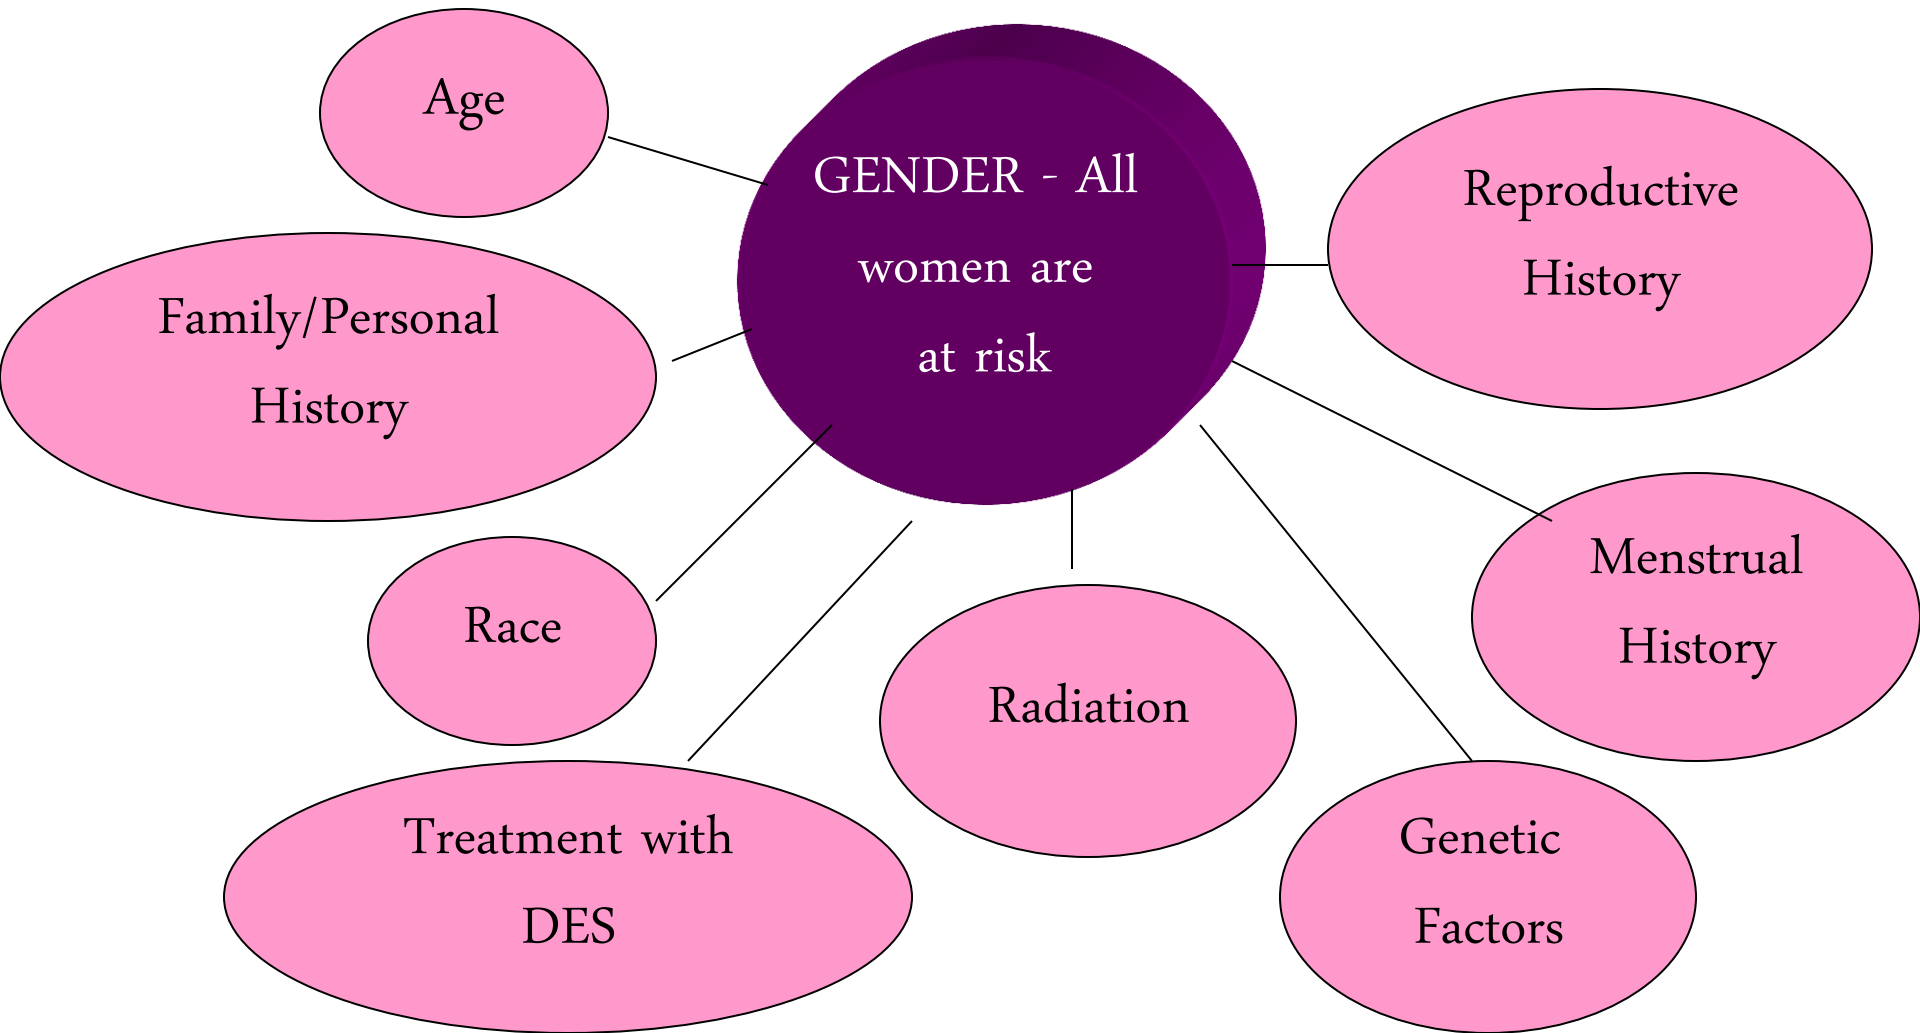 Age
GENDER - All
women are
at risk
Reproductive
History
Family/Personal
History
Menstrual
History
Race
Radiation
Treatment with
DES
Genetic
Factors